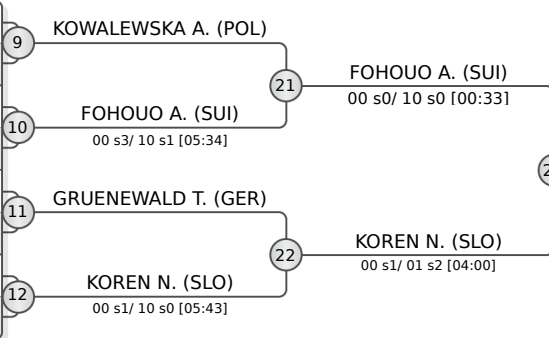 KOWALEWSKA A. (POL)
9
21
FOHOUO A. (SUI)
00 s0/ 10 s0 [00:33]
FOHOUO A. (SUI)
10
00 s3/ 10 s1 [05:34]
GRUENEWALD T. (GER)
11
22
KOREN N. (SLO)
00 s1/ 01 s2 [04:00]
KOREN N. (SLO)
12
00 s1/ 10 s0 [05:43]